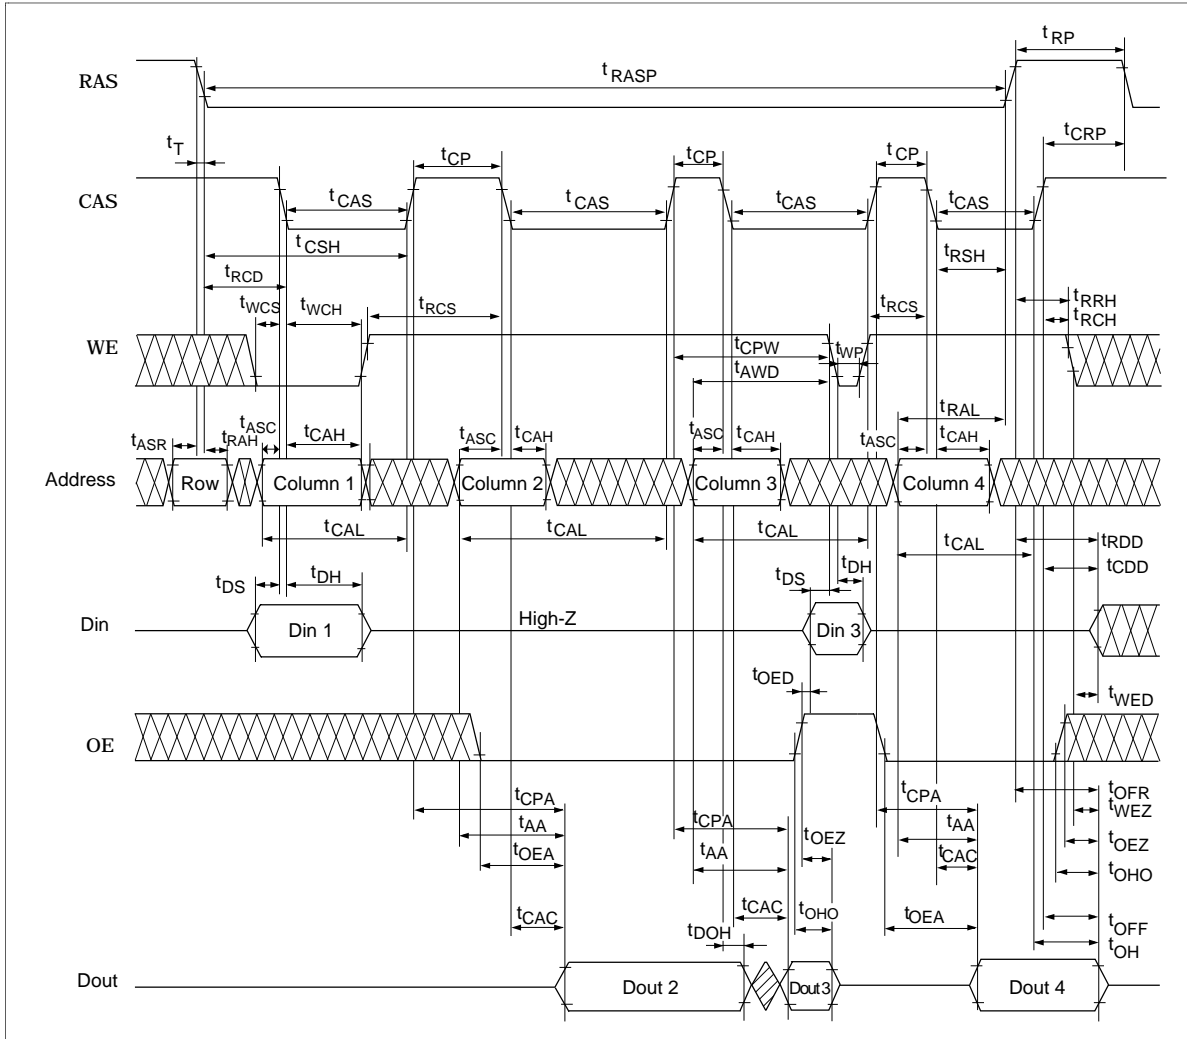 tRP
RAS
tRASP
tT
tCRP
tCP tCP tCP
CAS
tCAS tCAS tCAS tCAS
tCSH
tRSH
tRCD
tWCS tWCH tRCS tRCS tRRH
tRCH
WE
tCPW tWP
tAWD
tRAL
tASR tRAH tASC tCAH tASC tCAH tASC tCAH tASC tCAH
Address Row Column 1 Column 2 Column 3 Column 4
tCAL tCAL tCAL tCAL tRDD
tCDD
tDS tDH tDS tDH
Din Din 1 High-Z Din 3
tOED
tWED
OE
tCPA tCPA tCPA tOFR
tWEZ
tAA tAA tOEZ tAA tOEZ
tOEA tCAC tOHO
tCAC tCAC tOHO tOEA tOFF
tDOH tOH
Dout Dout 2 Dout3 Dout 4